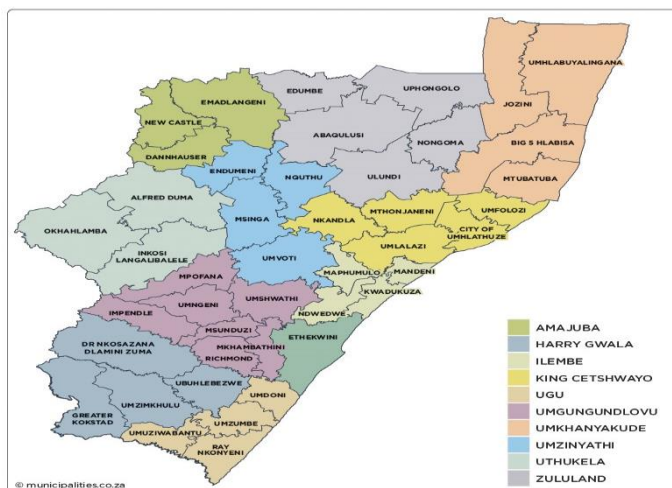 EDUMBE
UPHONGOLO
UMHLABUYALINGANA
EMADLANGENI
JOZINI
NEW CASTLE
ABAQULUSI
NONGOMA
BIG 5 HLABISA
DANNHAUSER
ENDUMENI
NQUTHU
ULUNDI
MTUBATUBA
ALFRED DUMA
MSINGA
NKANDLA
MTHONJANENI
UMFOLOZI
OKHAHLAMBA
CITY OF
UMHLATHUZE
UMLALAZI
INKOSI
LANGALIBALELE
UMVOTI
MAPHUMULO
MANDENI
MPOFANA
KWADUKUZA
UMNGENI
UMSHWATHI
NDWEDWE
IMPENDLE
MSUNDUZI
ETHEKWINI
DR NKOSAZANA
DLAMINI ZUMA
MKHAMBATHINI
RICHMOND
UBUHLEBEZWE
UMDONI
GREATER
KOKSTAD
UMZIMKHULU
UMZUMBE
UMUZIWABANTU
RAY
NKONYENI
AMAJUBA
HARRY GWALA
ILEMBE
KING CETSHWAYO
UGU
UMGUNGUNDLOVU
UMKHANYAKUDE
UMZINYATHI
UTHUKELA
ZULULAND
© municipalities.co.za